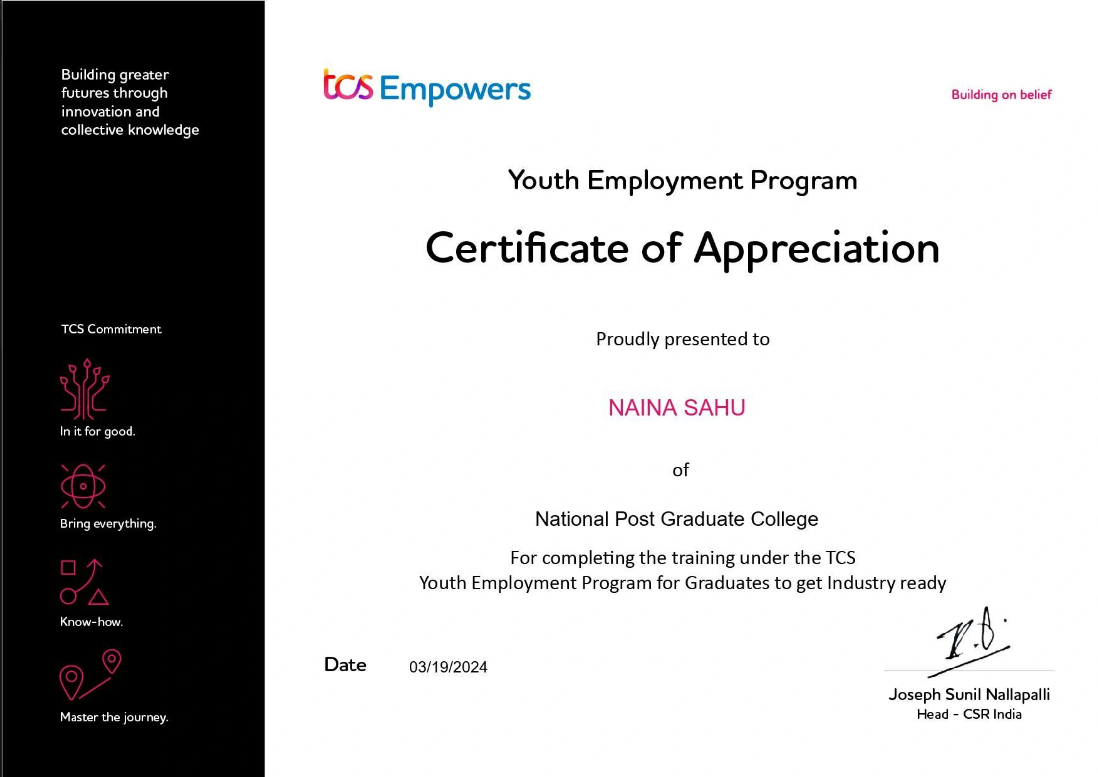 Building greater
futures through
innovation and
collective knowledge
TCS Commitment
In it for good.
Bring everything.
Know-how.
Master the journey.
tcs Empowers
Building on belief
Youth Employment Program
Certificate of Appreciation
Proudly presented to
NAINA SAHU
of
National Post Graduate College
For completing the training under the TCS
Youth Employment Program for Graduates to get Industry ready
Date 03/19/2024
Joseph Sunil Nallapalli
Head - CSR India